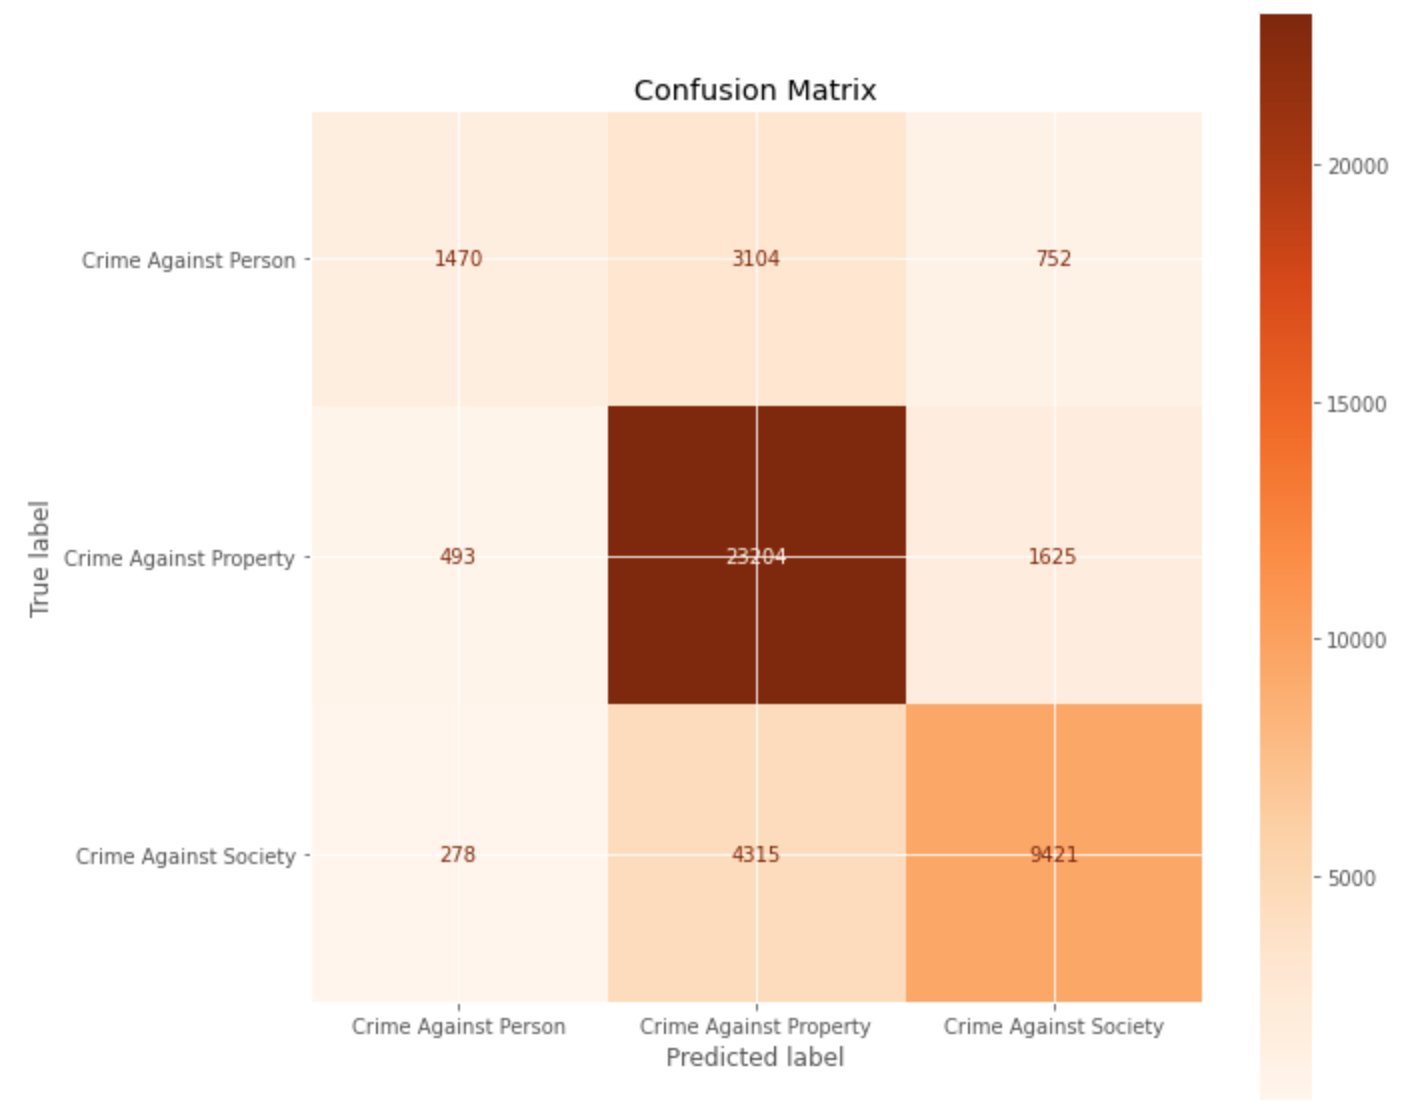 Confusion Matrix
Crime Against Person
1470
3104
752
Crime Against Property
493
23204
1625
Crime Against Society
278
4315
9421
Crime Against Person
Crime Against Property
Crime Against Society
Predicted label
True label
20000
15000
10000
5000